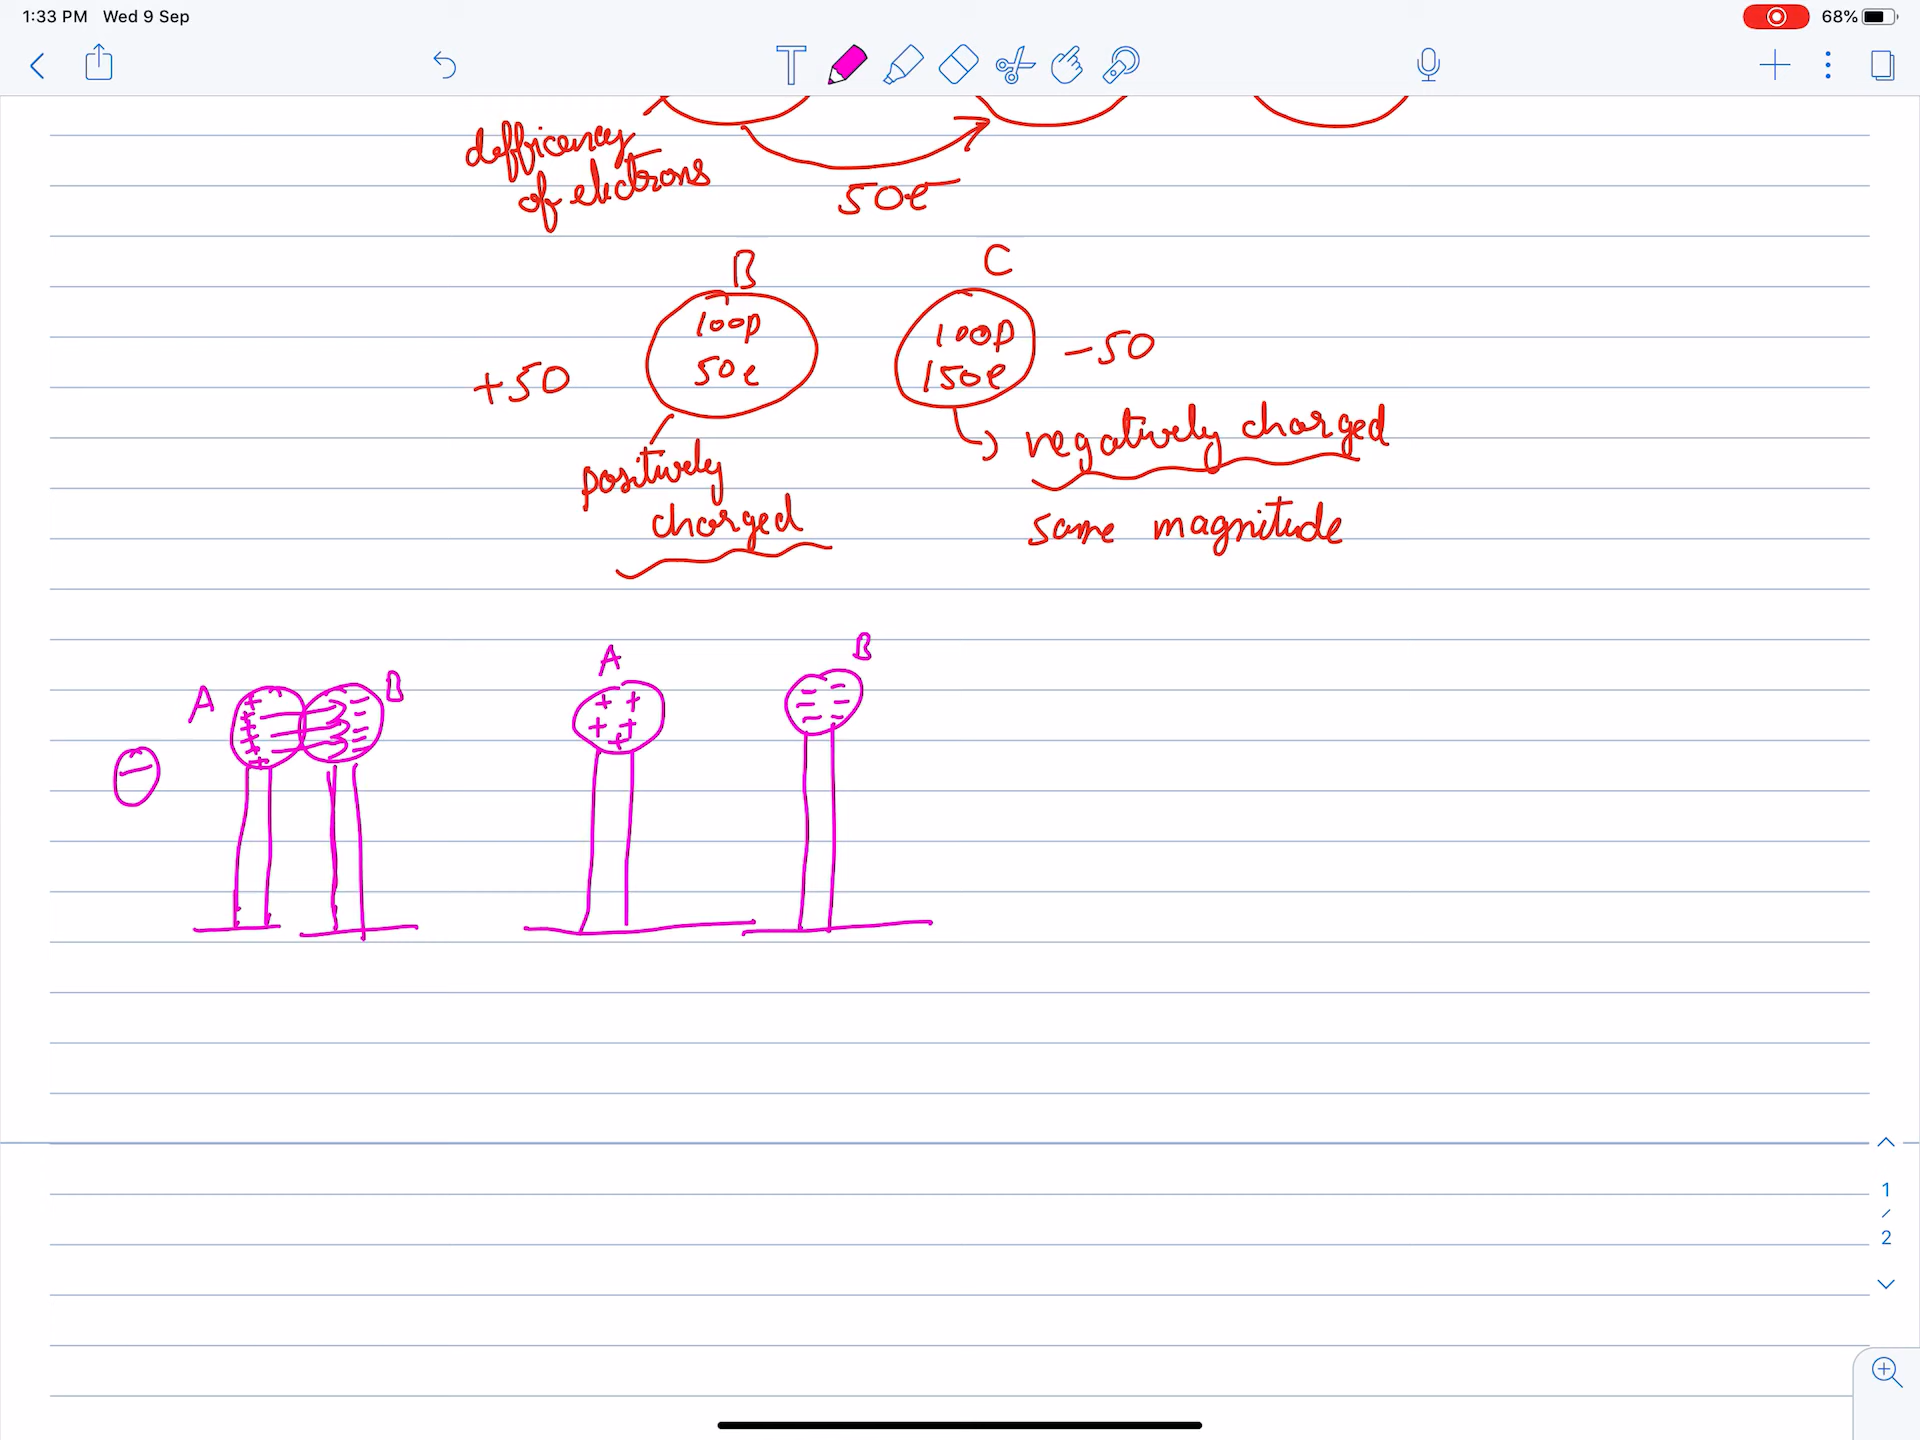 1:33 PM Wed 9 Sep
68%
T
defficency
of electrons
50e⁻
B
C
100p
50e
100p
150e
+50
-50
positively
charged
negatively charged
same magnitude
A
B
A
B
+
+
+
+
+
-
-
-
-
-
+ +
+ +
+
- -
- -
- -
-
1
/
2